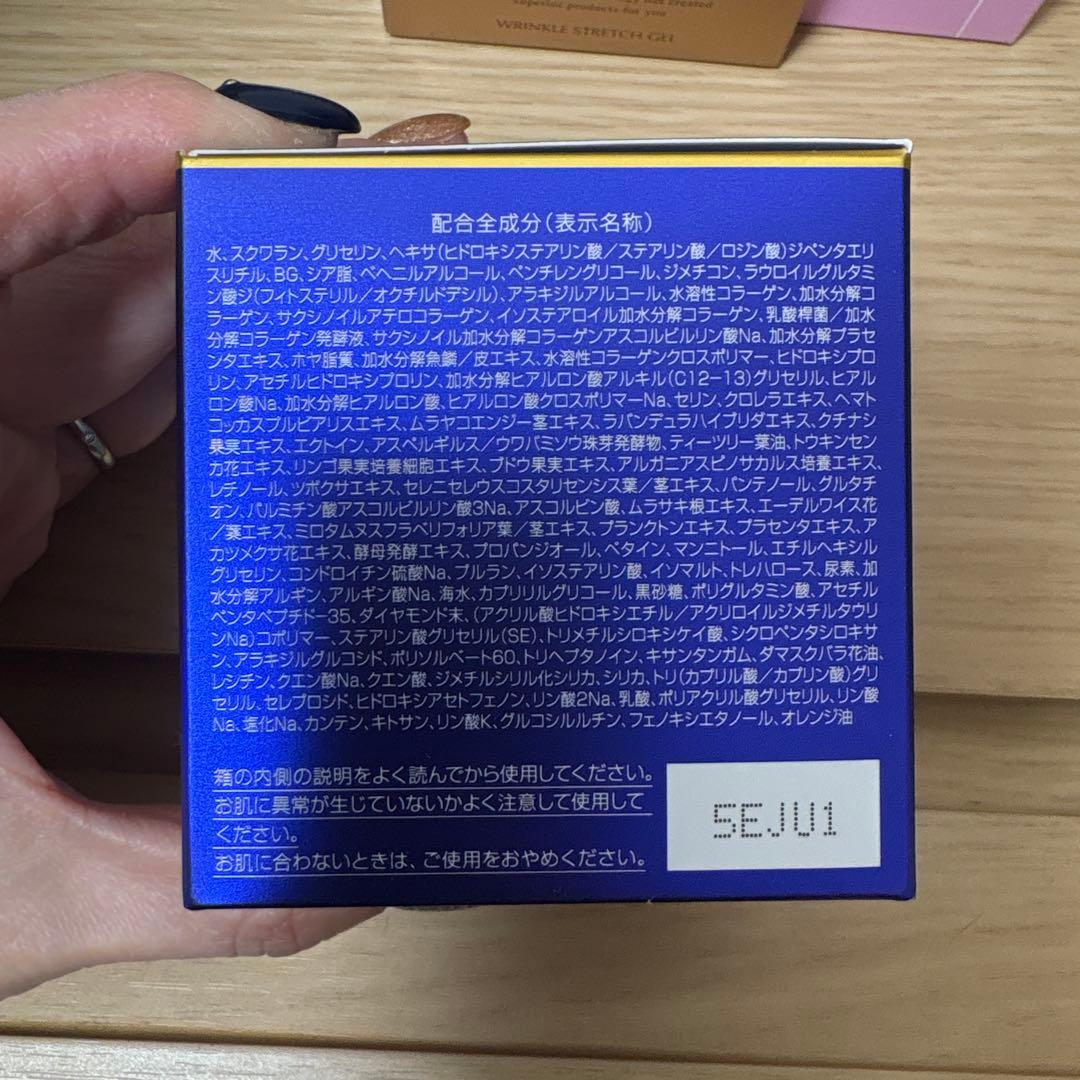 superior products for you
WRINKLE STRETCH GEL
配合全成分(表示名称)
水、スクワラン、グリセリン、ヘキサ(ヒドロキシステアリン酸/ステアリン酸/ロジン酸)ジペンタエリ
スリチル、BG、シア脂、ベヘニルアルコール、ペンチレングリコール、ジメチコン、ラウロイルグルタミ
ン酸ジ(フィトステリル/オクチルドデシル)、アラキジルアルコール、水溶性コラーゲン、加水分解コ
ラーゲン、サクシノイルアテロコラーゲン、イソステアロイル加水分解コラーゲン、乳酸桿菌/加水
分解コラーゲン発酵液、サクシノイル加水分解コラーゲンアスコルビルリン酸Na、加水分解プラセ
ンタエキス、ホヤ脂質、加水分解魚鱗/皮エキス、水溶性コラーゲンクロスポリマー、ヒドロキシプロ
リン、アセチルヒドロキシプロリン、加水分解ヒアルロン酸アルキル(C12-13)グリセリル、ヒアル
ロン酸Na、加水分解ヒアルロン酸、ヒアルロン酸クロスポリマーNa、セリン、クロレラエキス、ヘマト
コッカスプルビアリスエキス、ムラヤコエンジー茎エキス、ラバンデュラハイブリダエキス、クチナシ
果実エキス、エクトイン、アスペルギルス/ウワバミソウ珠芽発酵物、ティーツリー葉油、トウキンセン
カ花エキス、リンゴ果実培養細胞エキス、ブドウ果実エキス、アルガニアスピノサカルス培養エキス、
レチノール、ツボクサエキス、セレニセレウスコスタリセンシス葉/茎エキス、パンテノール、グルタチ
オン、パルミチン酸アスコルビルリン酸3Na、アスコルビン酸、ムラサキ根エキス、エーデルワイス花
/葉エキス、ミロタムヌスフラベリフォリア葉/茎エキス、プランクトンエキス、プラセンタエキス、ア
カツメクサ花エキス、酵母発酵エキス、プロパンジオール、ベタイン、マンニトール、エチルヘキシル
グリセリン、コンドロイチン硫酸Na、プルラン、イソステアリン酸、イソマルト、トレハロース、尿素、加
水分解アルギン、アルギン酸Na、海水、カプリリルグリコール、黒砂糖、ポリグルタミン酸、アセチル
ペンタペプチド-35、ダイヤモンド末、(アクリル酸ヒドロキシエチル/アクリロイルジメチルタウリ
ンNa)コポリマー、ステアリン酸グリセリル(SE)、トリメチルシロキシケイ酸、シクロペンタシロキサ
ン、アラキジルグルコシド、ポリソルベート60、トリヘプタノイン、キサンタンガム、ダマスクバラ花油、
レシチン、クエン酸Na、クエン酸、ジメチルシリル化シリカ、シリカ、トリ(カプリル酸/カプリン酸)グリ
セリル、セレブロシド、ヒドロキシアセトフェノン、リン酸2Na、乳酸、ポリアクリル酸グリセリル、リン酸
Na、塩化Na、カンテン、キトサン、リン酸K、グルコシルルチン、フェノキシエタノール、オレンジ油
箱の内側の説明をよく読んでから使用してください。
お肌に異常が生じていないかよく注意して使用して
ください。
お肌に合わないときは、ご使用をおやめください。
5EJU1